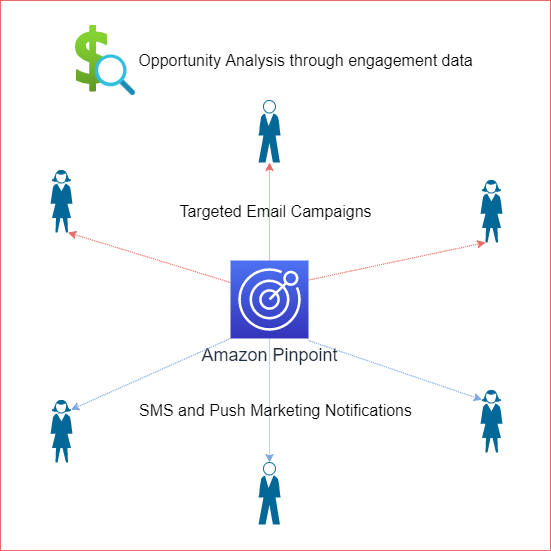 Opportunity Analysis through engagement data
Targeted Email Campaigns
Amazon Pinpoint
SMS and Push Marketing Notifications